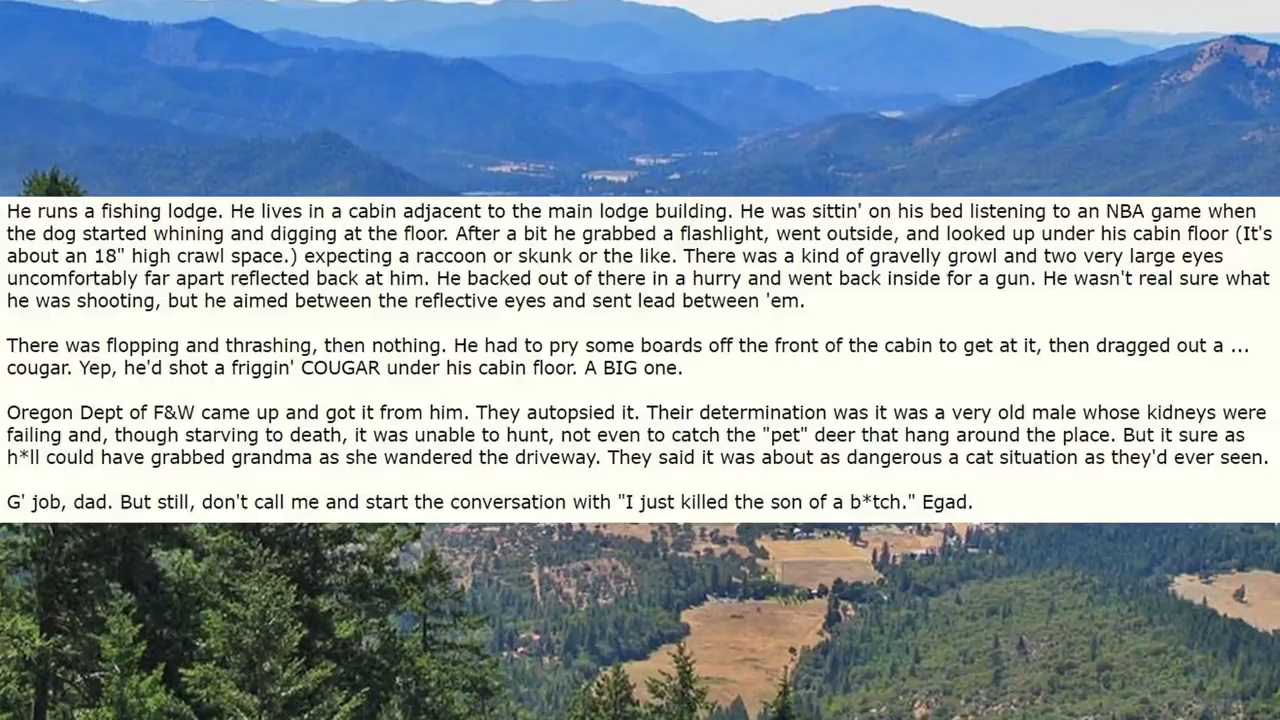 He runs a fishing lodge. He lives in a cabin adjacent to the main lodge building. He was sittin' on his bed listening to an NBA game when
the dog started whining and digging at the floor. After a bit he grabbed a flashlight, went outside, and looked up under his cabin floor (It's
about an 18" high crawl space.) expecting a raccoon or skunk or the like. There was a kind of gravelly growl and two very large eyes
uncomfortably far apart reflected back at him. He backed out of there in a hurry and went back inside for a gun. He wasn't real sure what
he was shooting, but he aimed between the reflective eyes and sent lead between 'em.
There was flopping and thrashing, then nothing. He had to pry some boards off the front of the cabin to get at it, then dragged out a ...
cougar. Yep, he'd shot a friggin' COUGAR under his cabin floor. A BIG one.
Oregon Dept of F&W came up and got it from him. They autopsied it. Their determination was it was a very old male whose kidneys were
failing and, though starving to death, it was unable to hunt, not even to catch the "pet" deer that hang around the place. But it sure as
h*ll could have grabbed grandma as she wandered the driveway. They said it was about as dangerous a cat situation as they'd ever seen.
G' job, dad. But still, don't call me and start the conversation with "I just killed the son of a b*tch." Egad.